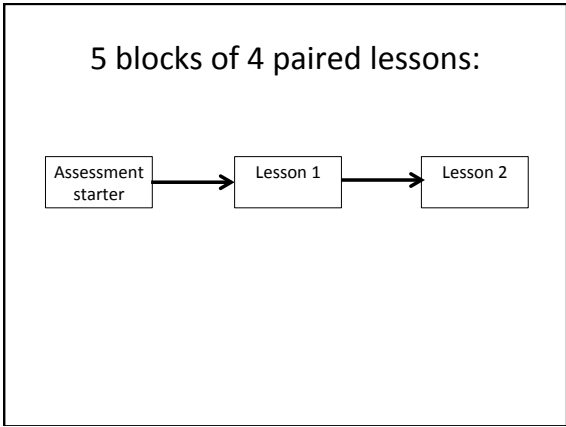 5 blocks of 4 paired lessons:
Assessment
starter
Lesson 1
Lesson 2